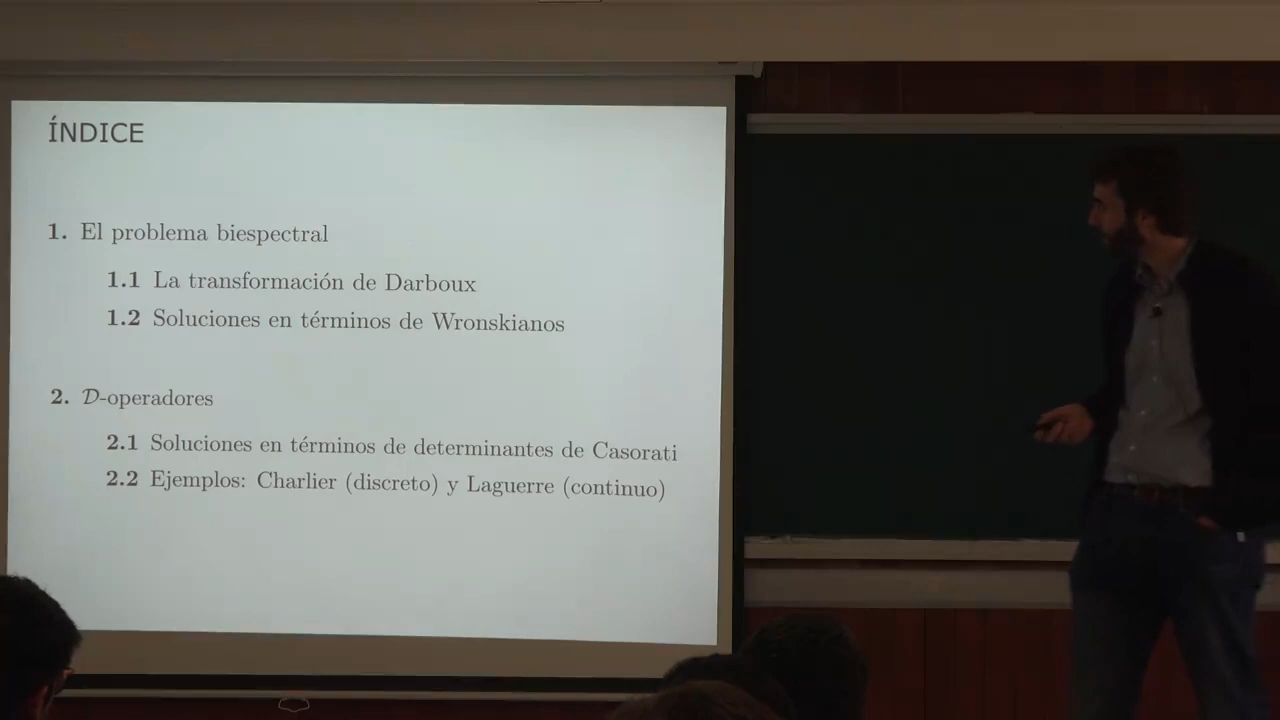 ÍNDICE
1. El problema biespectral
1.1 La transformación de Darboux
1.2 Soluciones en términos de Wronskianos
2. 𝒟-operadores
2.1 Soluciones en términos de determinantes de Casorati
2.2 Ejemplos: Charlier (discreto) y Laguerre (continuo)